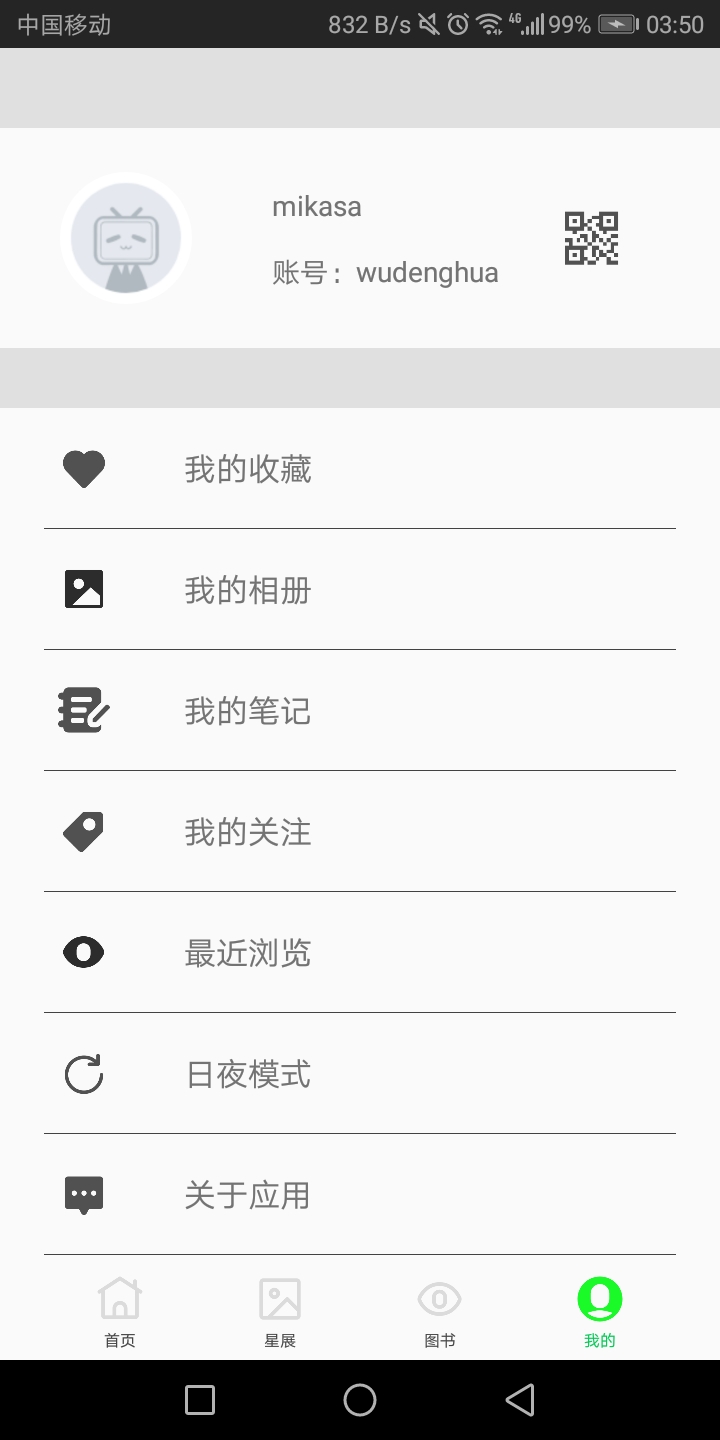 中国移动 832 B/s 4G 99% 03:50
mikasa
账号：wudenghua
我的收藏
我的相册
我的笔记
我的关注
最近浏览
日夜模式
关于应用
首页 星展 图书 我的